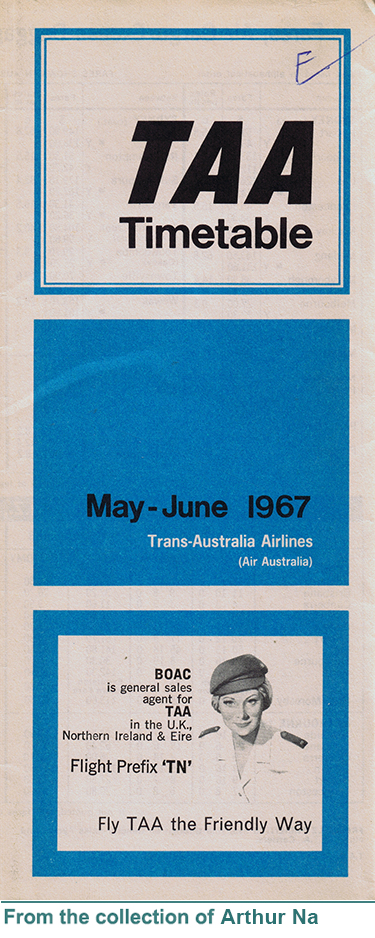 F
TAA
Timetable
May-June 1967
Trans-Australia Airlines
(Air Australia)
BOAC
is general sales
agent for
TAA
in the U.K.,
Northern Ireland & Eire
Flight Prefix 'TN'
Fly TAA the Friendly Way
From the collection of Arthur Na